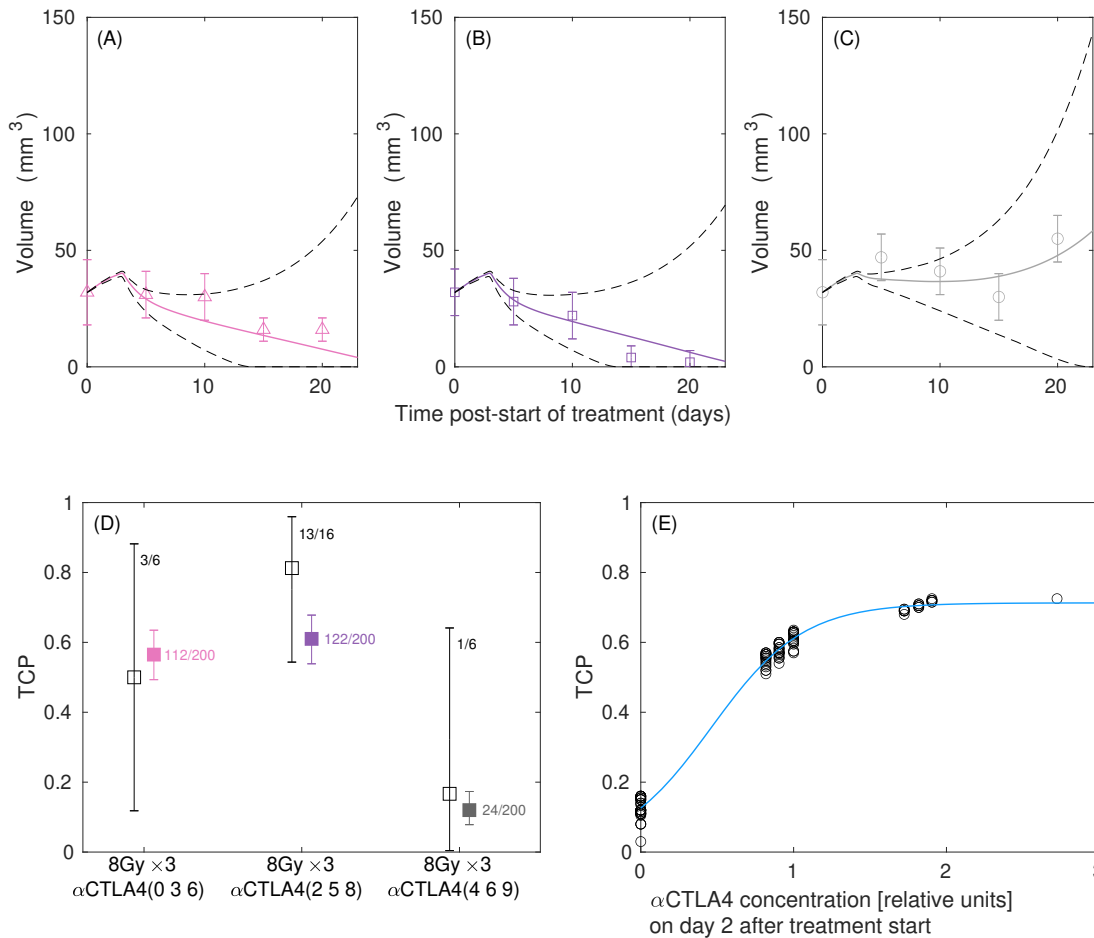 (A)
150
100
50
0
Volume (mm³)
0
10
20
(B)
150
100
50
0
Volume (mm³)
0
10
20
(C)
150
100
50
0
Volume (mm³)
0
10
20
Time post-start of treatment (days)
(D)
1
0.8
0.6
0.4
0.2
0
TCP
3/6
112/200
13/16
122/200
1/6
24/200
8Gy ×3
αCTLA4(0 3 6)
8Gy ×3
αCTLA4(2 5 8)
8Gy ×3
αCTLA4(4 6 9)
(E)
1
0.8
0.6
0.4
0.2
0
TCP
0
1
2
3
αCTLA4 concentration [relative units]
on day 2 after treatment start